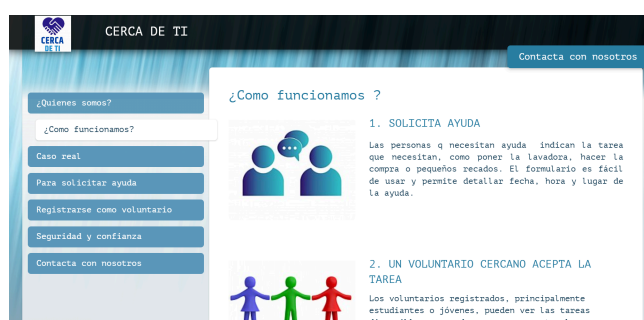 CERCA
DE TI
CERCA DE TI
Contacta con nosotros
¿Quienes somos?
¿Como funcionamos?
Caso real
Para solicitar ayuda
Registrarse como voluntario
Seguridad y confianza
Contacta con nosotros
¿Como funcionamos ?
1. SOLICITA AYUDA
Las personas q necesitan ayuda indican la tarea
que necesitan, como poner la lavadora, hacer la
compra o pequeños recados. El formulario es fácil
de usar y permite detallar fecha, hora y lugar de
la ayuda.
2. UN VOLUNTARIO CERCANO ACEPTA LA
TAREA
Los voluntarios registrados, principalmente
estudiantes o jóvenes, pueden ver las tareas